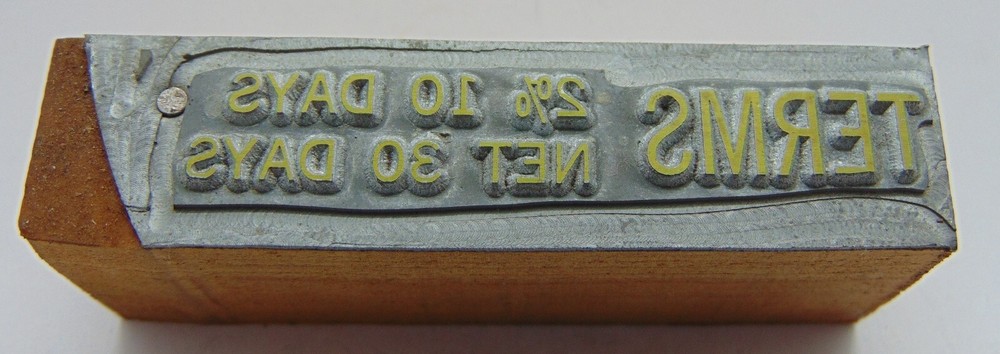 TERMS
2% 10 DAYS
NET 30 DAYS